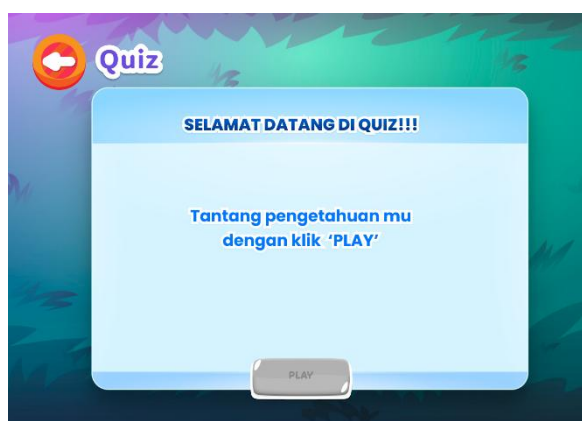 Quiz
SELAMAT DATANG DI QUIZ!!!
Tantang pengetahuan mu
dengan klik 'PLAY'
PLAY